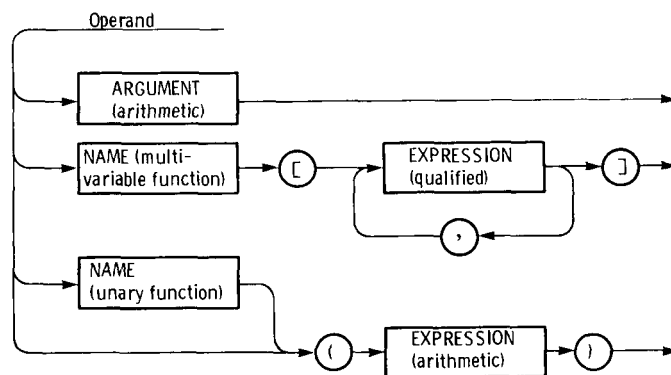 Operand
ARGUMENT
(arithmetic)
NAME (multi-
variable function)
[
EXPRESSION
(qualified)
]
,
NAME
(unary function)
(
EXPRESSION
(arithmetic)
)